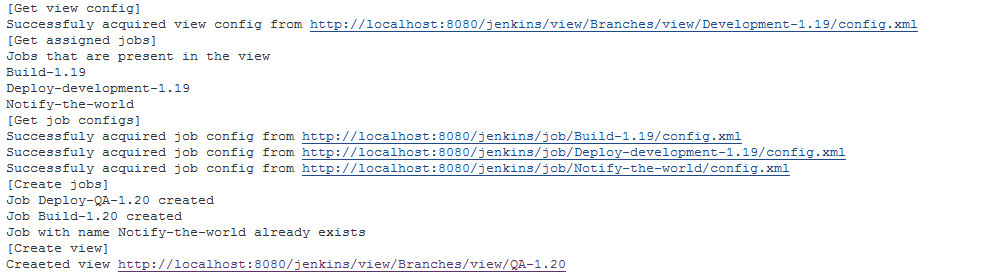 [Get view config]
Successfuly acquired view config from http://localhost:8080/jenkins/view/Branches/view/Development-1.19/config.xml
[Get assigned jobs]
Jobs that are present in the view
Build-1.19
Deploy-development-1.19
Notify-the-world
[Get job configs]
Successfuly acquired job config from http://localhost:8080/jenkins/job/Build-1.19/config.xml
Successfuly acquired job config from http://localhost:8080/jenkins/job/Deploy-development-1.19/config.xml
Successfuly acquired job config from http://localhost:8080/jenkins/job/Notify-the-world/config.xml
[Create jobs]
Job Deploy-QA-1.20 created
Job Build-1.20 created
Job with name Notify-the-world already exists
[Create view]
Creaeted view http://localhost:8080/jenkins/view/Branches/view/QA-1.20